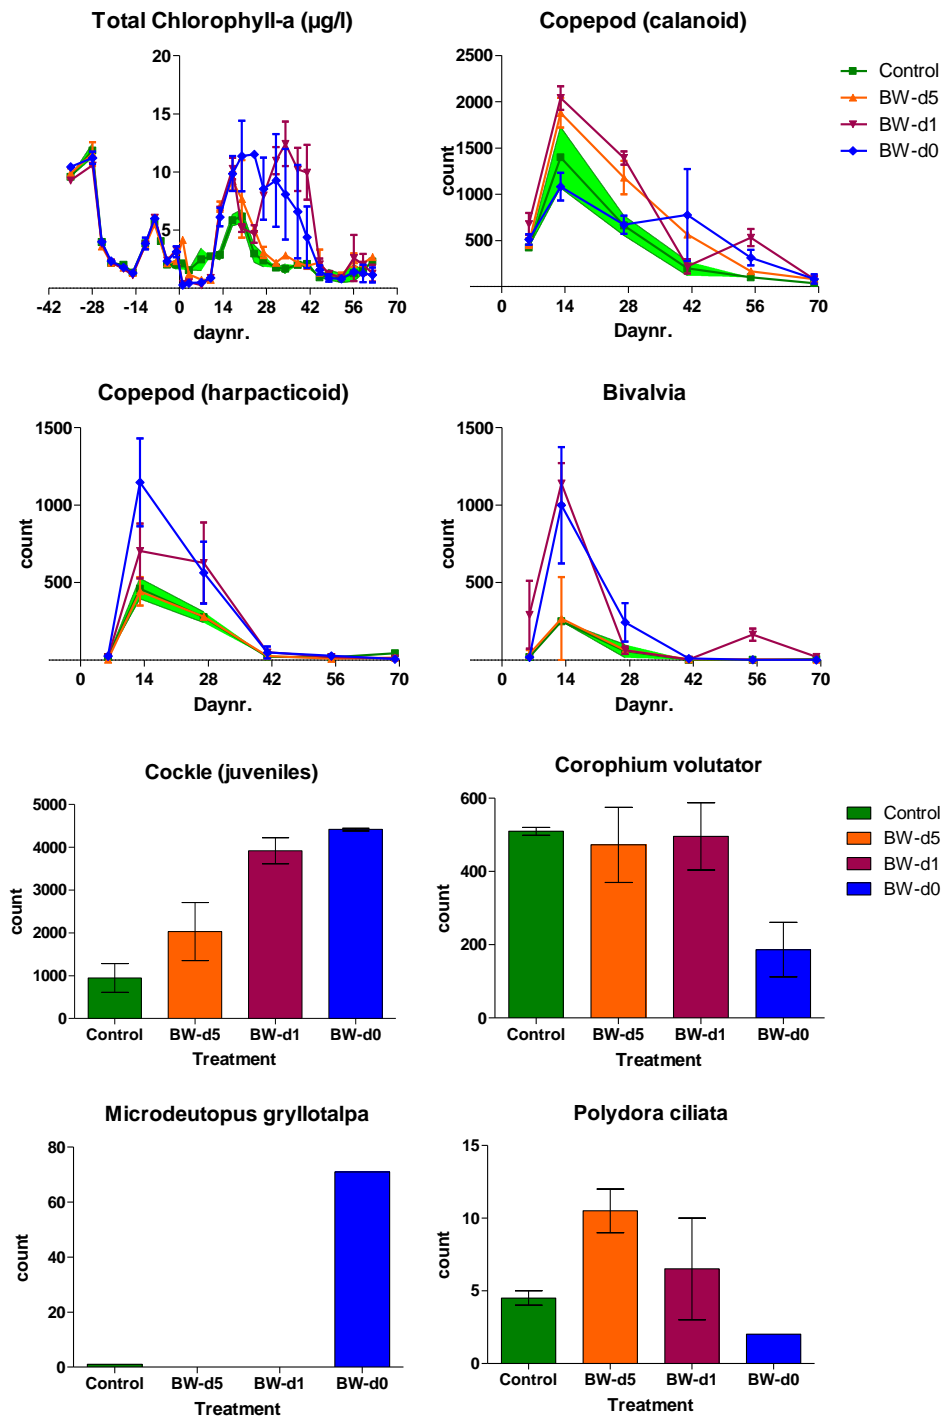 Total Chlorophyll-a (µg/l)
20
15
10
5
-42 -28 -14 0 14 28 42 56 70
daynr.
Copepod (calanoid)
2500
2000
1500
1000
500
count
42 0 14 28 42 56 70
Daynr.
Control
BW-d5
BW-d1
BW-d0
Copepod (harpacticoid)
1500
1000
500
count
0 14 28 42 56 70
Daynr.
Bivalvia
1500
1000
500
count
0 14 28 42 56 70
Daynr.
Cockle (juveniles)
5000
4000
3000
2000
1000
0
count
Control BW-d5 BW-d1 BW-d0
Treatment
Corophium volutator
600
400
200
0
count
Control BW-d5 BW-d1 BW-d0
Treatment
Control
BW-d5
BW-d1
BW-d0
Microdeutopus gryllotalpa
80
60
40
20
0
count
Control BW-d5 BW-d1 BW-d0
Treatment
Polydora ciliata
15
10
5
0
count
Control BW-d5 BW-d1 BW-d0
Treatment